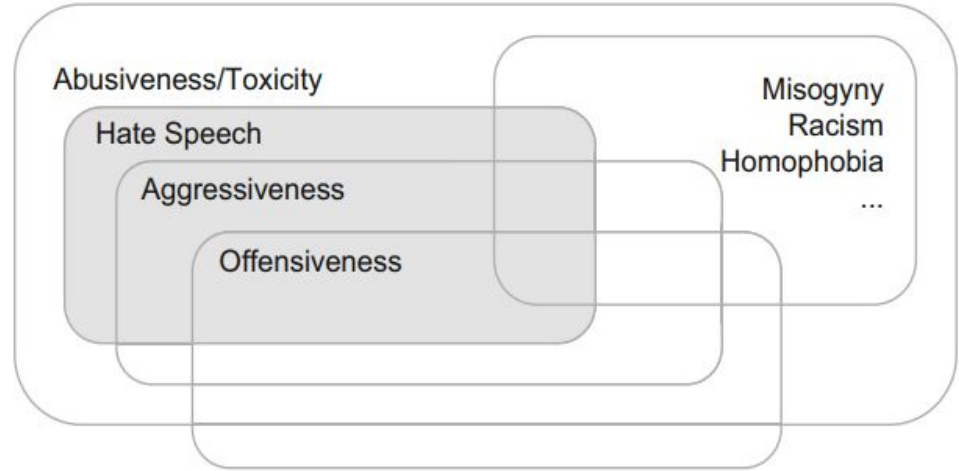 Abusiveness/Toxicity
Hate Speech
Aggressiveness
Offensiveness
Misogyny
Racism
Homophobia
...